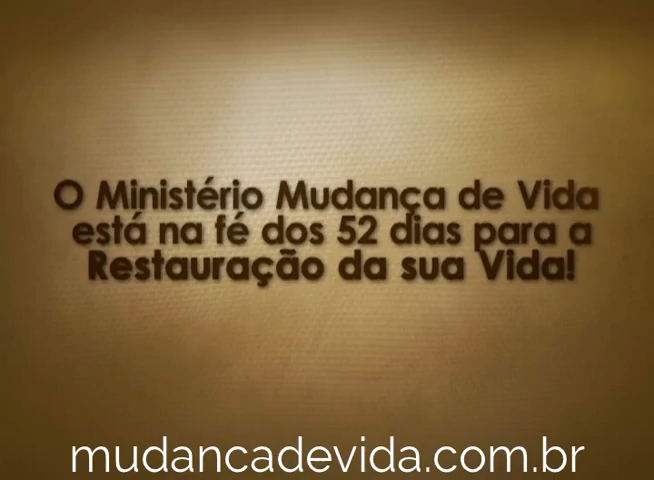 O Ministério Mudança de Vida
está na fé dos 52 dias para a
Restauração da sua Vida!
mudancadevida.com.br